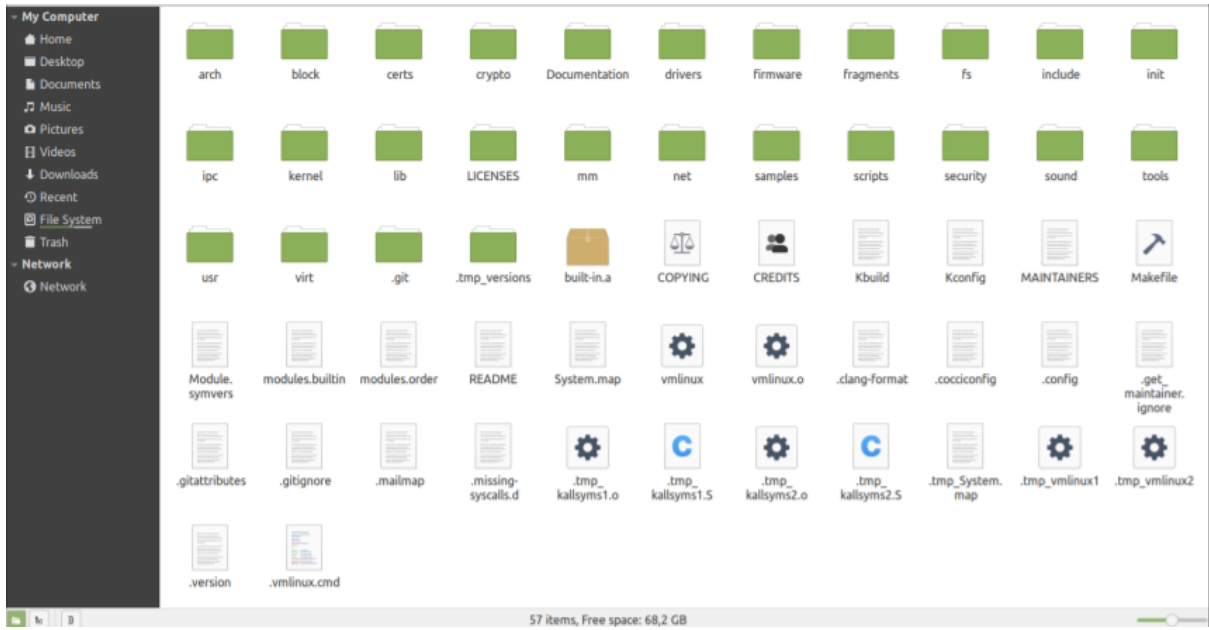 My Computer
Home
Desktop
Documents
Music
Pictures
Videos
Downloads
Recent
File System
Trash
Network
Network
arch block certs crypto Documentation drivers firmware fragments fs include init
ipc kernel lib LICENSES mm net samples scripts security sound tools
usr virt .git .tmp_versions built-in.a COPYING CREDITS Kbuild Kconfig MAINTAINERS Makefile
Module.
symvers
modules.builtin modules.order README System.map vmlinux vmlinux.o .clang-format .cocciconfig .config
.get_
maintainer.
ignore
.gitattributes .gitignore .mailmap
.missing-
syscalls.d
.tmp_
kallsyms1.o
.tmp_
kallsyms1.S
.tmp_
kallsyms2.o
.tmp_
kallsyms2.S
.tmp_System.
map
.tmp_vmlinux1 .tmp_vmlinux2
.version .vmlinux.cmd
57 items, Free space: 68,2 GB